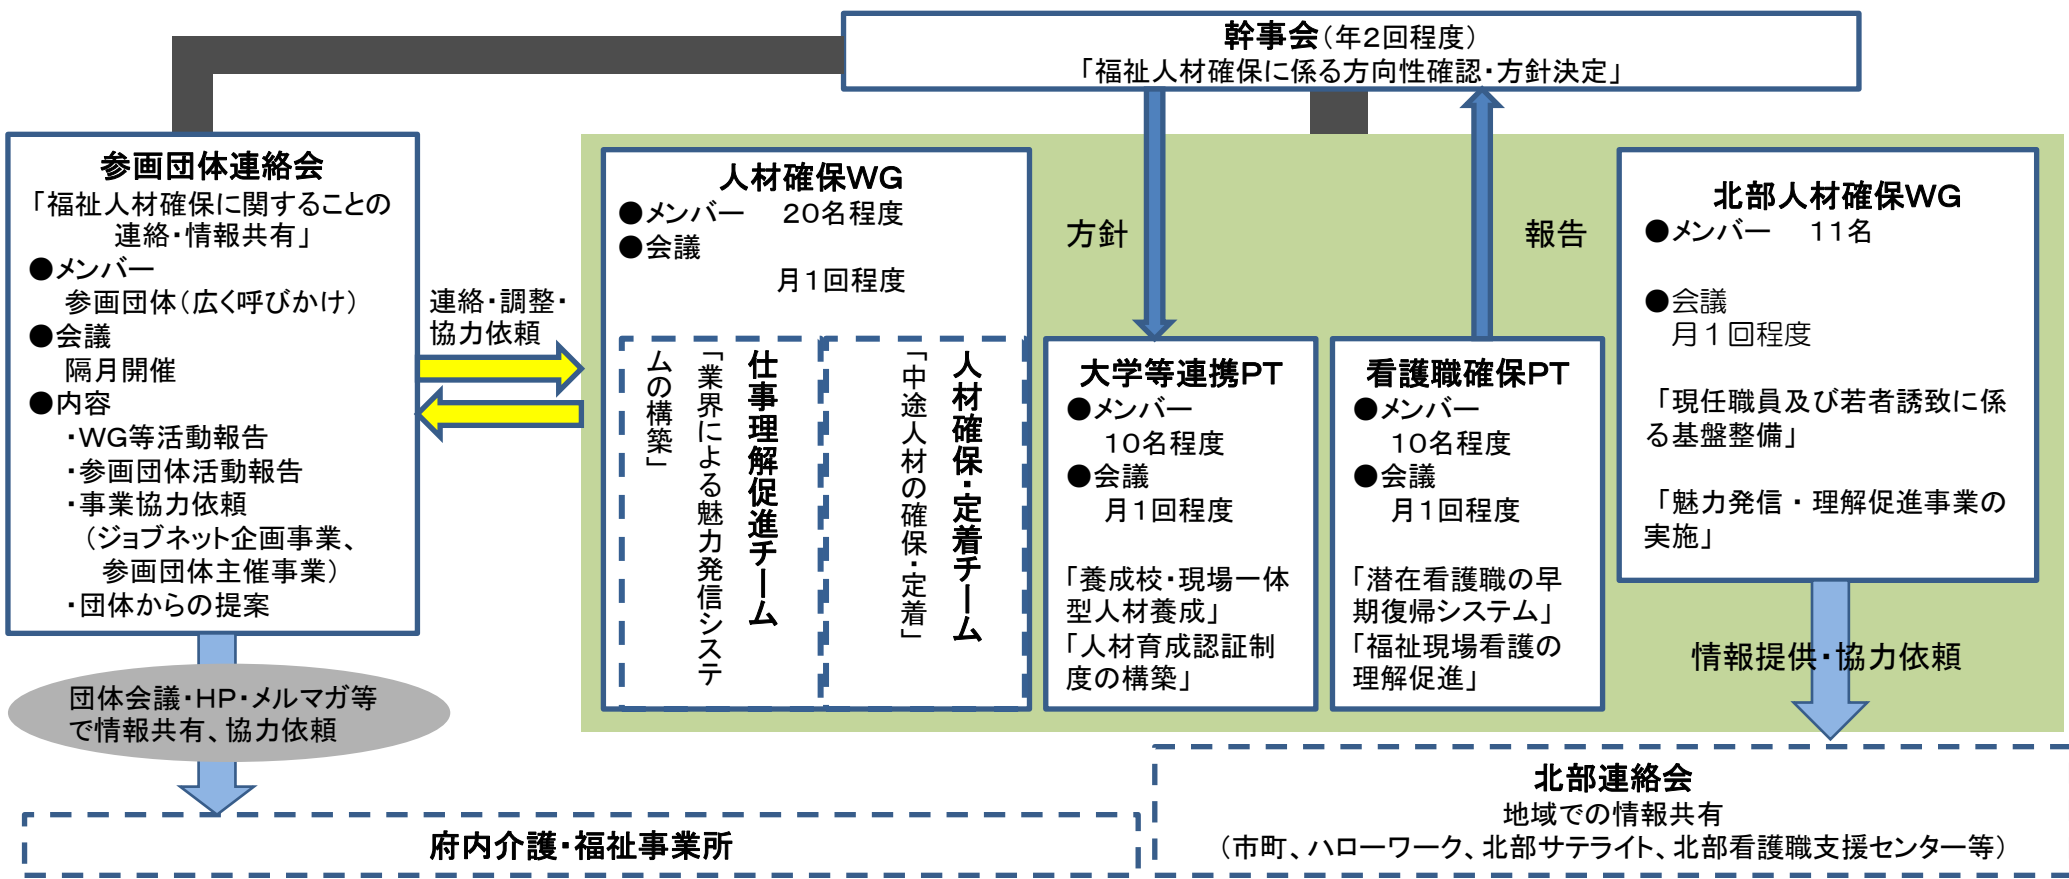 幹事会(年2回程度)
「福祉人材確保に係る方向性確認・方針決定」
参画団体連絡会
「福祉人材確保に関することの
連絡・情報共有」
●メンバー
参画団体(広く呼びかけ)
●会議
隔月開催
●内容
・WG等活動報告
・参画団体活動報告
・事業協力依頼
(ジョブネット企画事業、
参画団体主催事業)
・団体からの提案
連絡・調整・
協力依頼
人材確保WG
●メンバー 20名程度
●会議
月1回程度
仕事理解促進チーム
「業界による魅力発信システ
ムの構築」
人材確保・定着チーム
「中途人材の確保・定着」
方針
大学等連携PT
●メンバー
10名程度
●会議
月1回程度
「養成校・現場一体
型人材養成」
「人材育成認証制
度の構築」
報告
看護職確保PT
●メンバー
10名程度
●会議
月1回程度
「潜在看護職の早
期復帰システム」
「福祉現場看護の
理解促進」
北部人材確保WG
●メンバー 11名
●会議
月1回程度
「現任職員及び若者誘致に係
る基盤整備」
「魅力発信・理解促進事業の
実施」
情報提供・協力依頼
団体会議・HP・メルマガ等
で情報共有、協力依頼
府内介護・福祉事業所
北部連絡会
地域での情報共有
(市町、ハローワーク、北部サテライト、北部看護職支援センター等)